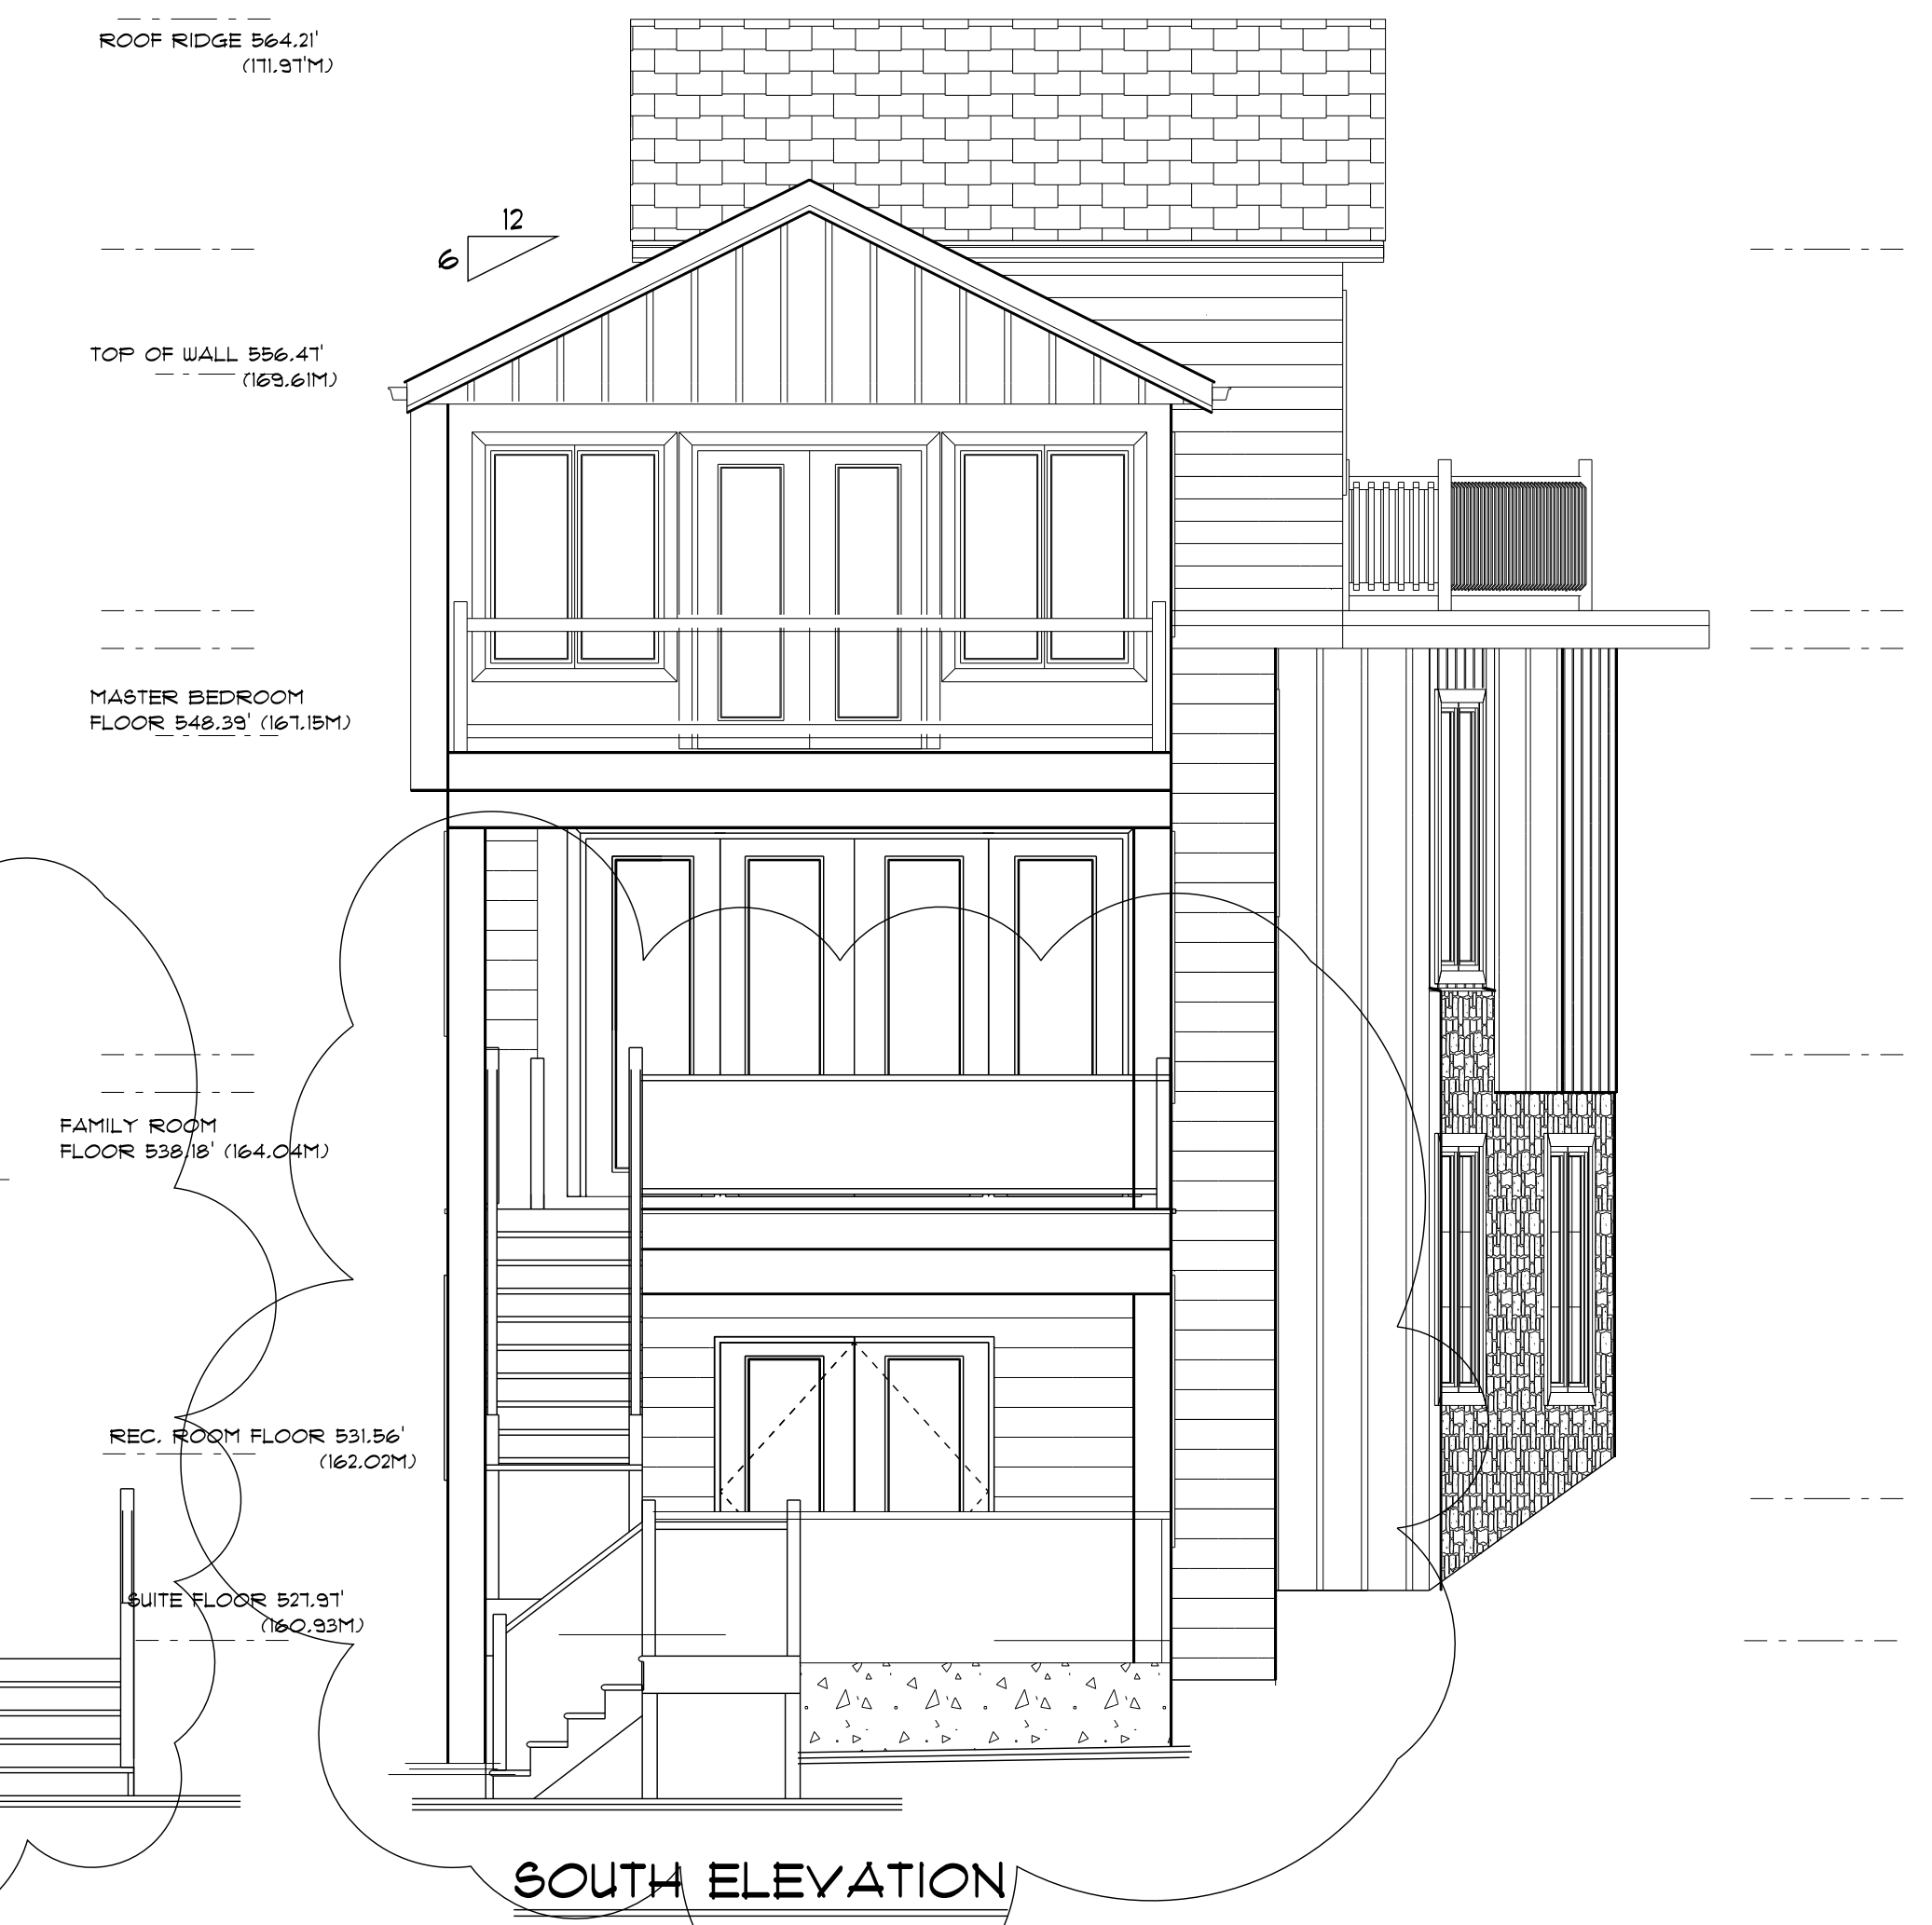 ROOF RIDGE 564.21'
(171.97'M)
12
6
TOP OF WALL 556.47'
(169.61M)
MASTER BEDROOM
FLOOR 548.39' (167.15M)
FAMILY ROOM
FLOOR 538.18' (164.04M)
REC. ROOM FLOOR 531.56'
(162.02M)
SUITE FLOOR 527.97'
(160.93M)
SOUTH ELEVATION